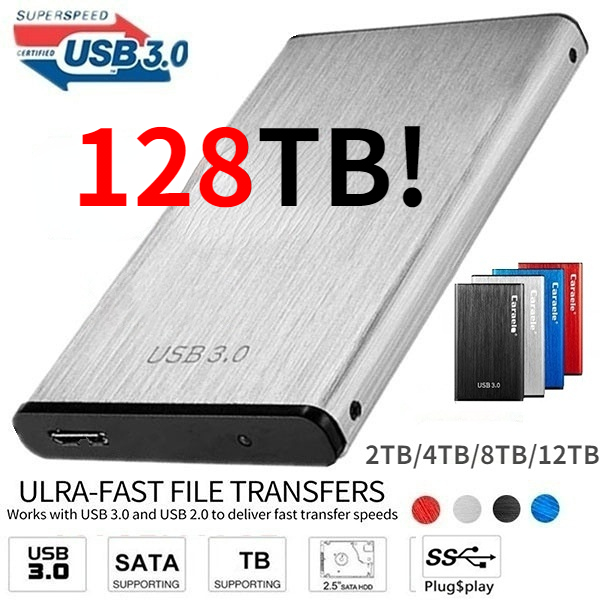 SUPERSPEED
CERTIFIED
USB 3.0
128TB!
USB 3.0
Caraele
Caraele
Caraele
Caraele
USB 3.0
2TB/4TB/8TB/12TB
ULRA-FAST FILE TRANSFERS
Works with USB 3.0 and USB 2.0 to deliver fast transfer speeds
USB
3.0
SATA
SUPPORTING
TB
SUPPORTING
2.5"SATA HDD
SS
Plug$play